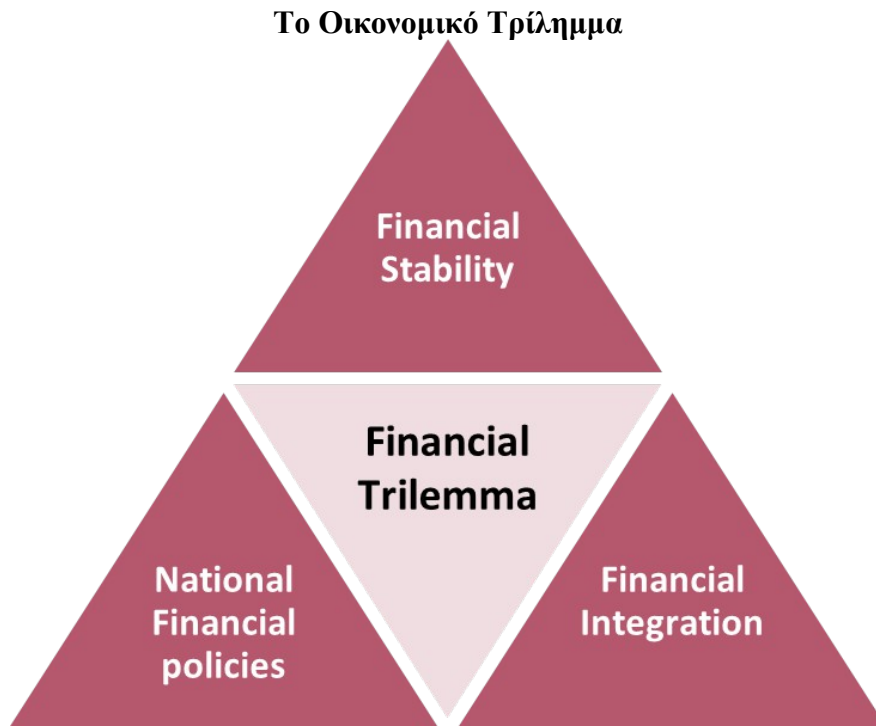 Το Οικονομικό Τρίλημμα
Financial
Stability
Financial
Trilemma
National
Financial
policies
Financial
Integration